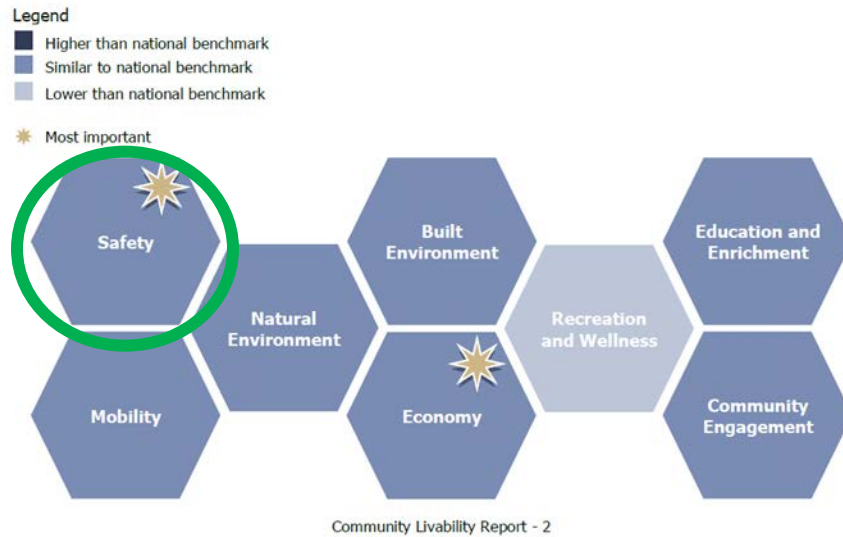 Legend
Higher than national benchmark
Similar to national benchmark
Lower than national benchmark
Most important
Safety
Built
Environment
Education and
Enrichment
Natural
Environment
Recreation
and Wellness
Mobility
Economy
Community
Engagement
Community Livability Report - 2